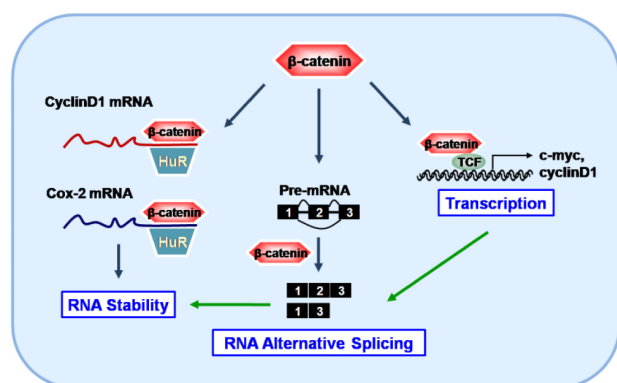 β-catenin
CyclinD1 mRNA
β-catenin
HuR
Cox-2 mRNA
β-catenin
HuR
RNA Stability
Pre-mRNA
1 2 3
β-catenin
1 2 3
1 3
RNA Alternative Splicing
β-catenin
TCF
c-myc,
cyclinD1
Transcription